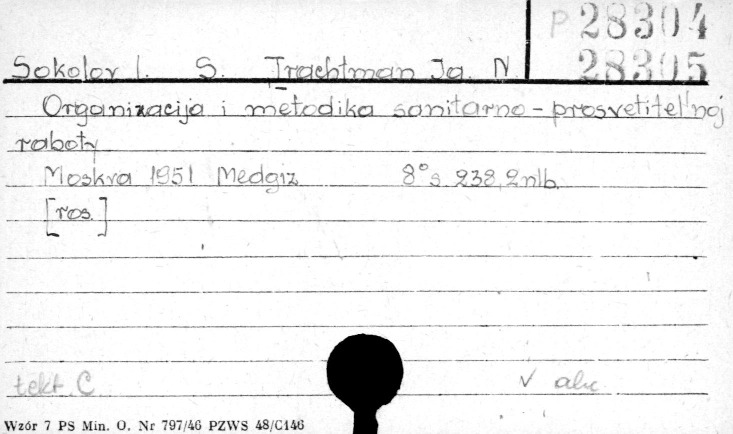 P 28304
28305
Sokolov I. S. Trachtman Ja. N.
Organizacija i metodika sanitarno-prosvetitel'noj
raboty
Moskva 1951 Medgiz 8° s. 238, 2 nlb.
[ros.]
tekt. C. v abc
Wzór 7 PS Min. O. Nr 797/46 PZWS 48/C146